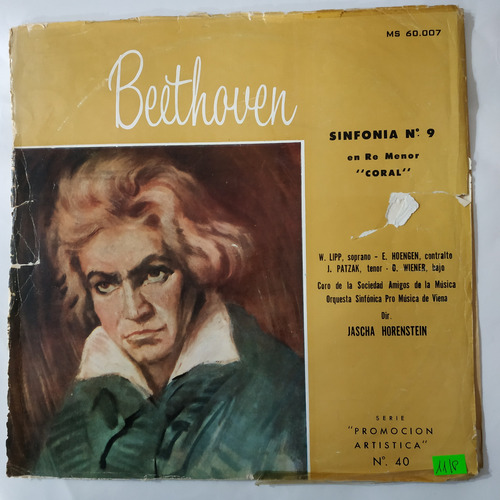 MS 60.007
Beethoven
SINFONIA Nº 9
en Re Menor
"CORAL"
W. LIPP, soprano - E. HOENGEN, contralto
J. PATZAK, tenor - O. WIENER, bajo
Coro de la Sociedad Amigos de la Música
Orquesta Sinfónica Pro Música de Viena
Dir.
JASCHA HORENSTEIN
SERIE
"PROMOCION
ARTISTICA"
Nº. 40